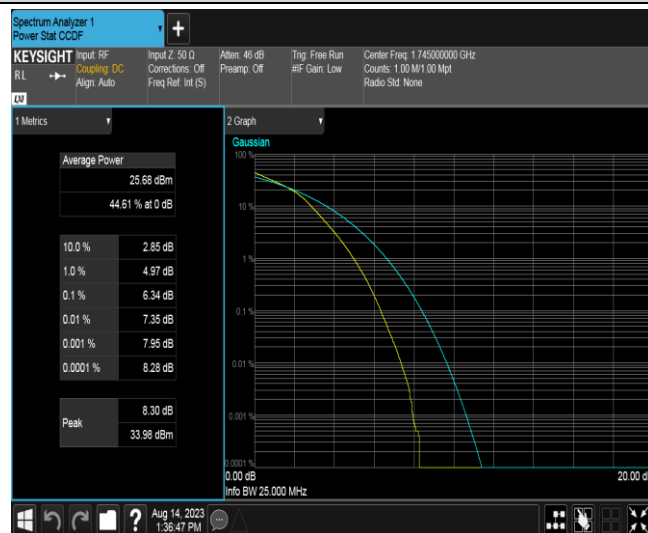 Spectrum Analyzer 1
Power Stat CCDF
+
KEYSIGHT
RL
LXI
Input: RF
Coupling: DC
Align: Auto
Input Z: 50 Ω
Corrections: Off
Freq Ref: Int (S)
Atten: 46 dB
Preamp: Off
Trig: Free Run
#IF Gain: Low
Center Freq: 1.745000000 GHz
Counts: 1.00 M/1.00 Mpt
Radio Std: None
1 Metrics
Average Power
25.68 dBm
44.61 % at 0 dB
10.0 % 2.85 dB
1.0 % 4.97 dB
0.1 % 6.34 dB
0.01 % 7.35 dB
0.001 % 7.95 dB
0.0001 % 8.28 dB
Peak
8.30 dB
33.98 dBm
2 Graph
Gaussian
100 %
10 %
1 %
0.1 %
0.01 %
0.001 %
0.0001 %
0.00 dB
20.00 d
Info BW 25.000 MHz
?
Aug 14, 2023
1:36:47 PM